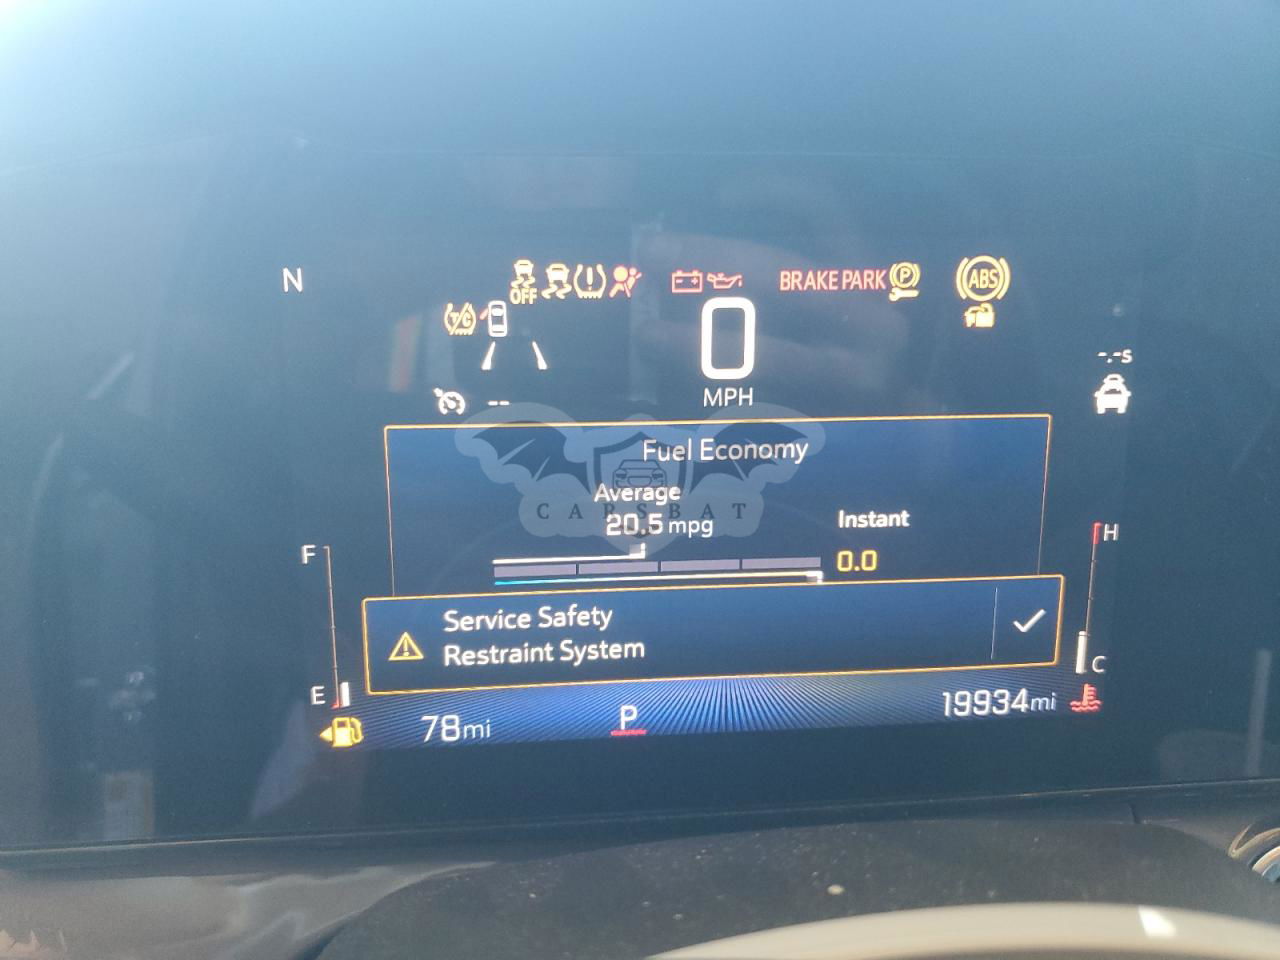 N
OFF
BRAKE PARK
P
ABS
T/C
0
MPH
--
-.-s
Fuel Economy
Average
20.5 mpg
Instant
0.0
CARSBAT
F
H
Service Safety
Restraint System
E
C
78mi
P
19934mi